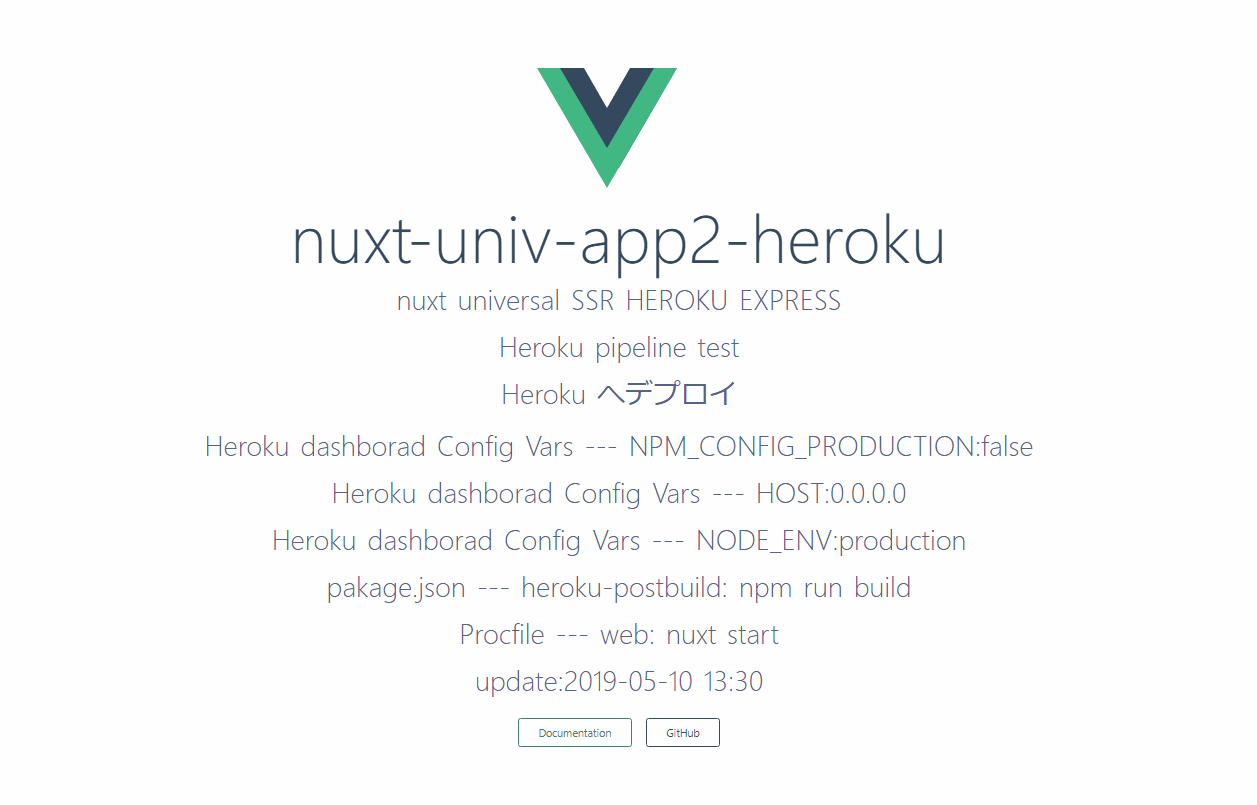 nuxt-univ-app2-heroku
nuxt universal SSR HEROKU EXPRESS
Heroku pipeline test
Heroku へデプロイ
Heroku dashborad Config Vars --- NPM_CONFIG_PRODUCTION:false
Heroku dashborad Config Vars --- HOST:0.0.0.0
Heroku dashborad Config Vars --- NODE_ENV:production
pakage.json --- heroku-postbuild: npm run build
Procfile --- web: nuxt start
update:2019-05-10 13:30
Documentation GitHub